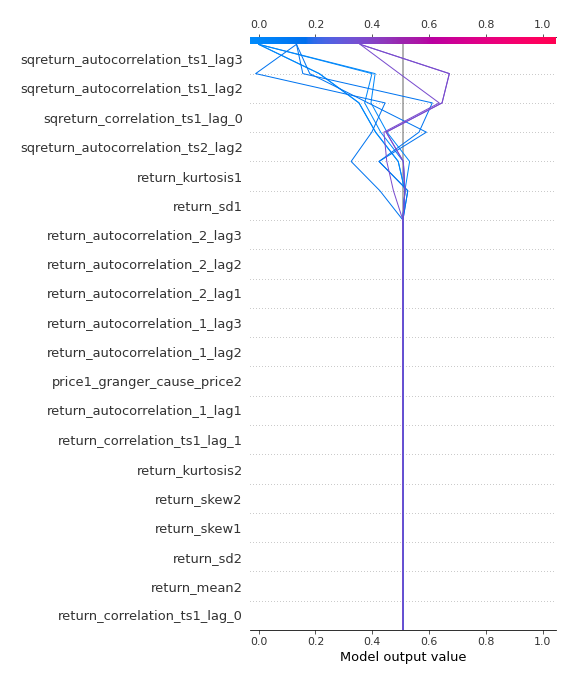 0.0 0.2 0.4 0.6 0.8 1.0
sqreturn_autocorrelation_ts1_lag3
sqreturn_autocorrelation_ts1_lag2
sqreturn_correlation_ts1_lag_0
sqreturn_autocorrelation_ts2_lag2
return_kurtosis1
return_sd1
return_autocorrelation_2_lag3
return_autocorrelation_2_lag2
return_autocorrelation_2_lag1
return_autocorrelation_1_lag3
return_autocorrelation_1_lag2
price1_granger_cause_price2
return_autocorrelation_1_lag1
return_correlation_ts1_lag_1
return_kurtosis2
return_skew2
return_skew1
return_sd2
return_mean2
return_correlation_ts1_lag_0
0.0 0.2 0.4 0.6 0.8 1.0
Model output value